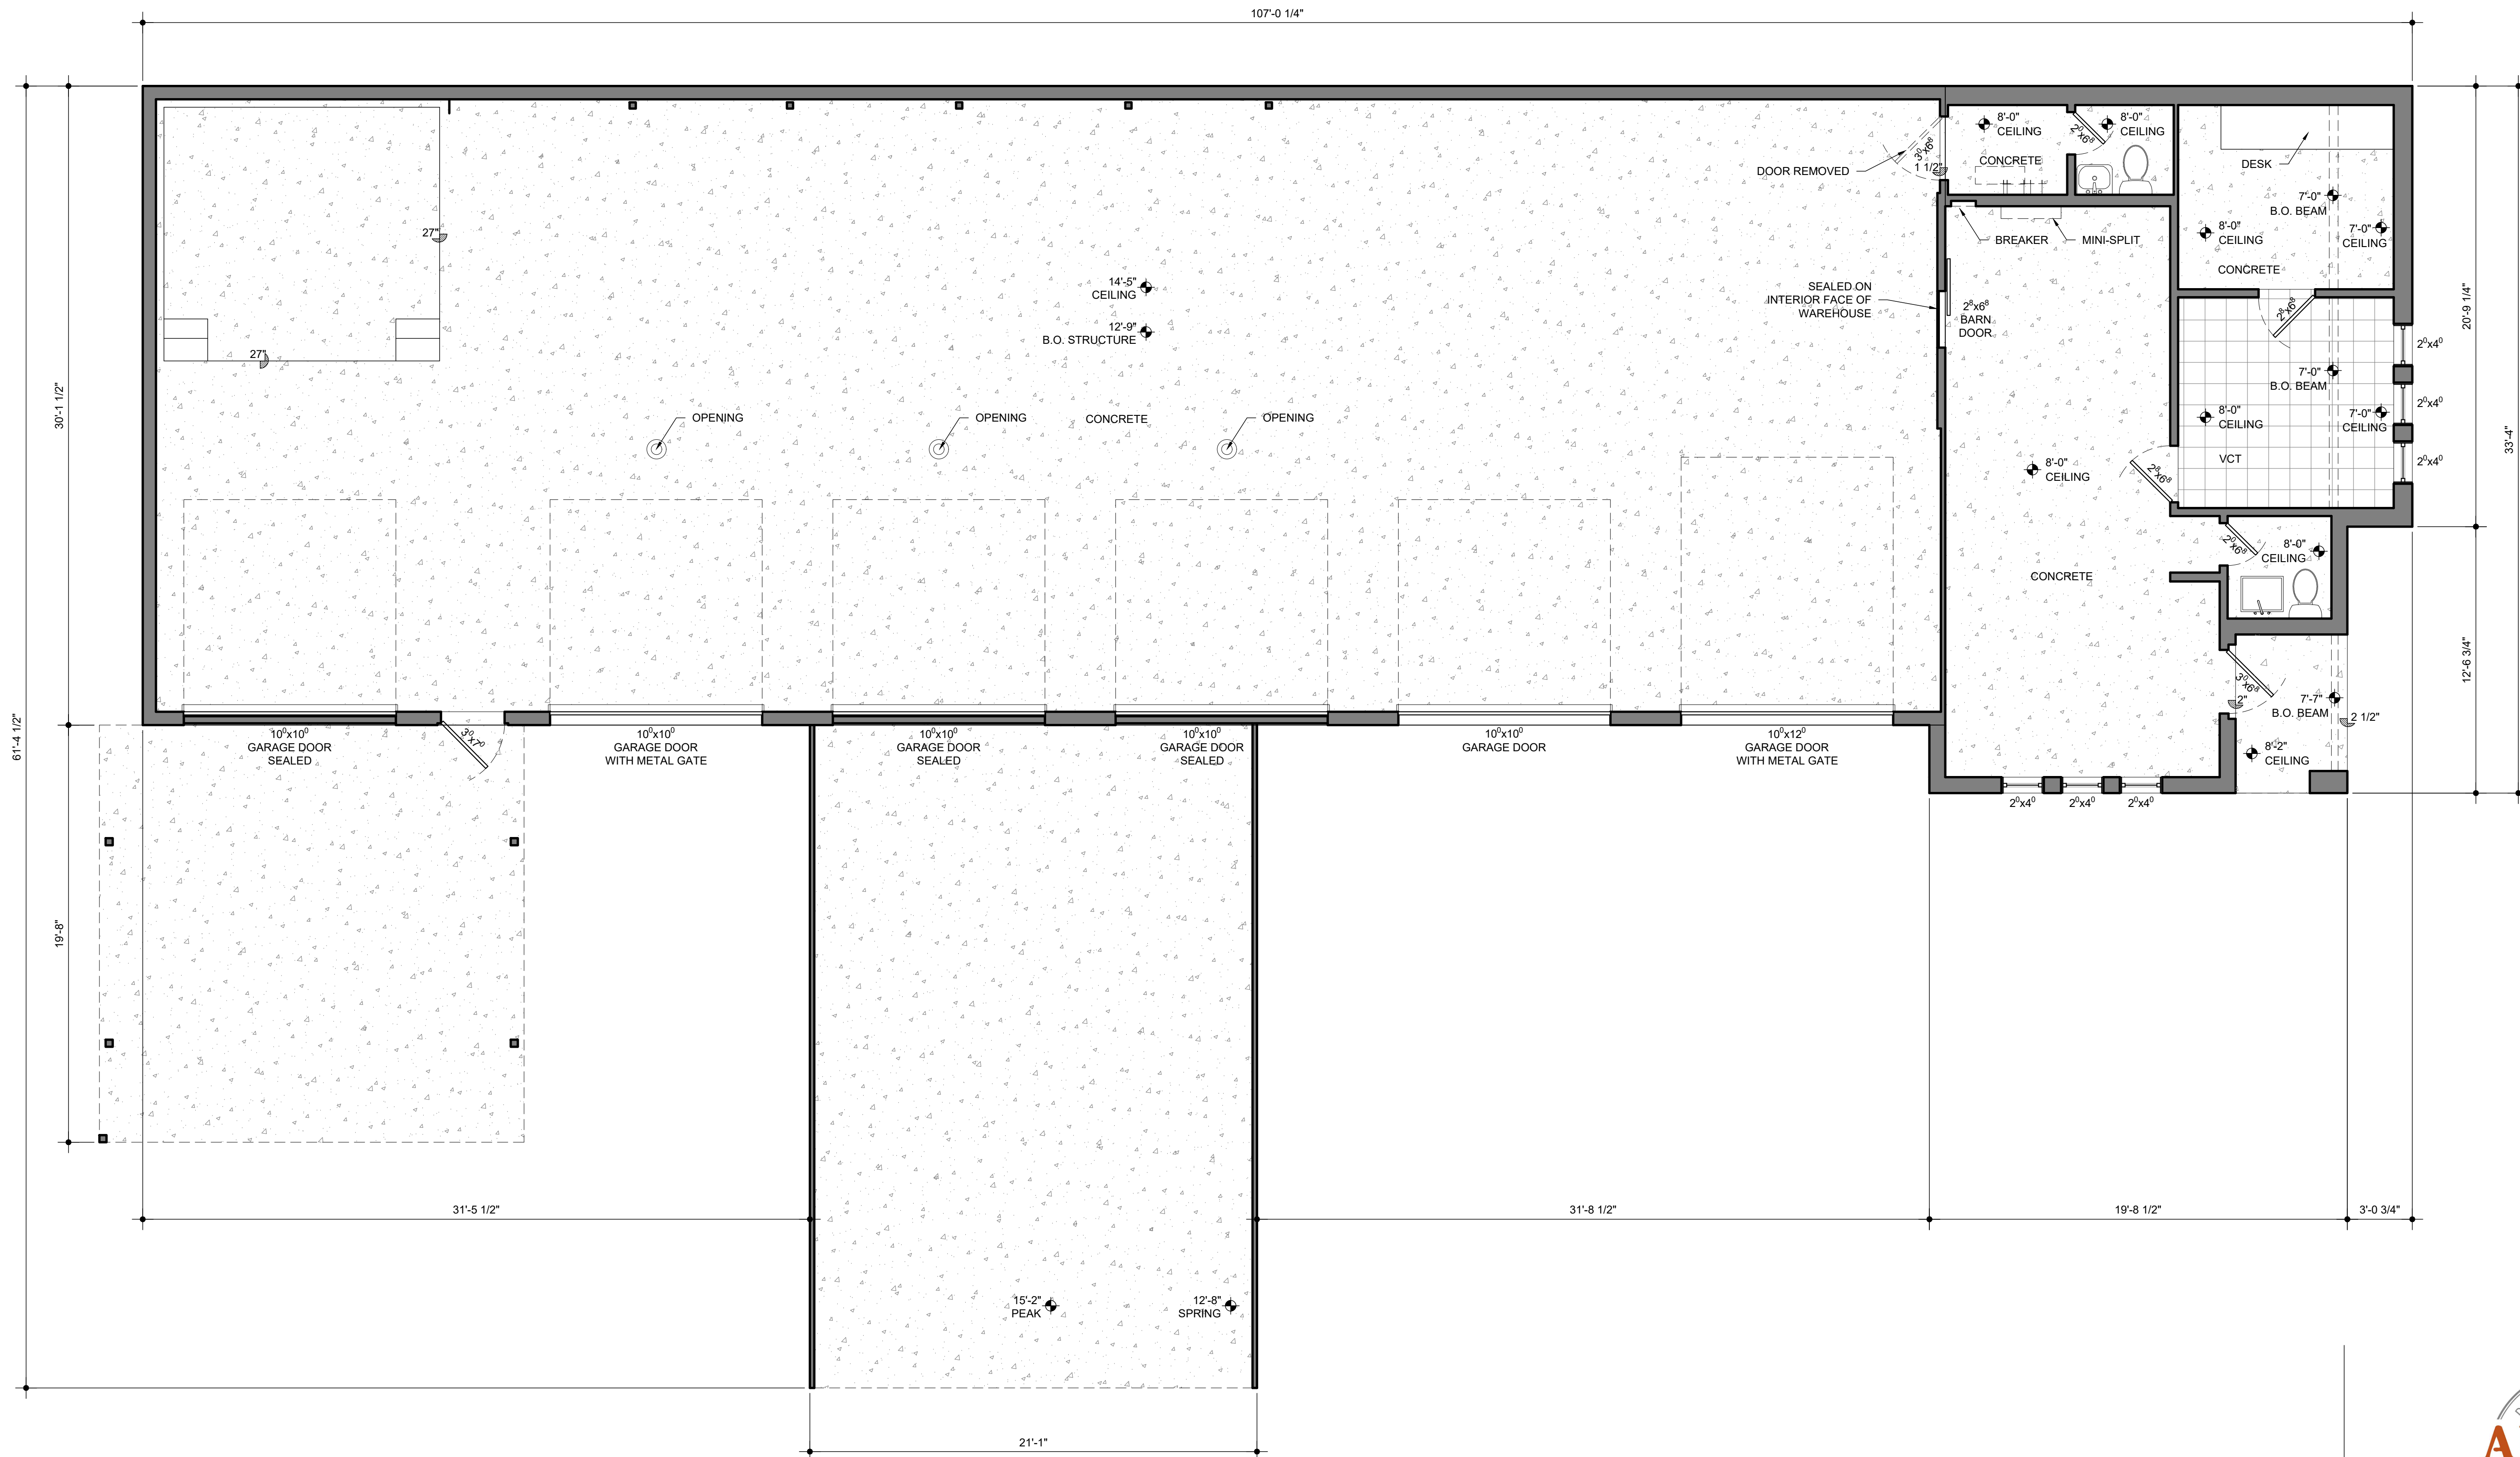 107'-0 1/4"
8'-0"
CEILING
2⁰x6⁸
8'-0"
CEILING
3⁰x6⁸
DOOR REMOVED
1 1/2"
CONCRETE
DESK
7'-0"
B.O. BEAM
8'-0"
CEILING
7'-0"
CEILING
27"
BREAKER
MINI-SPLIT
CONCRETE
14'-5"
CEILING
SEALED ON
INTERIOR FACE OF
WAREHOUSE
20'-9 1/4"
2⁸x6⁸
BARN
DOOR
2⁸x6⁸
12'-9"
B.O. STRUCTURE
27"
2⁰x4⁰
7'-0"
B.O. BEAM
30'-1 1/2"
2⁰x4⁰
8'-0"
CEILING
7'-0"
CEILING
OPENING
OPENING
CONCRETE
OPENING
33'-4"
VCT
2⁰x4⁰
8'-0"
CEILING
2⁸x6⁸
2⁰x6⁸
8'-0"
CEILING
CONCRETE
12'-6 3/4"
3⁰x6⁸
2"
7'-7"
B.O. BEAM
2 1/2"
61'-4 1/2"
10⁰x10⁰
GARAGE DOOR
SEALED
3⁰x7⁰
10⁰x10⁰
GARAGE DOOR
WITH METAL GATE
10⁰x10⁰
GARAGE DOOR
SEALED
10⁰x10⁰
GARAGE DOOR
SEALED
10⁰x10⁰
GARAGE DOOR
10⁰x12⁰
GARAGE DOOR
WITH METAL GATE
8'-2"
CEILING
2⁰x4⁰
2⁰x4⁰
2⁰x4⁰
19'-8"
31'-5 1/2"
31'-8 1/2"
19'-8 1/2"
3'-0 3/4"
15'-2"
PEAK
12'-8"
SPRING
21'-1"
A